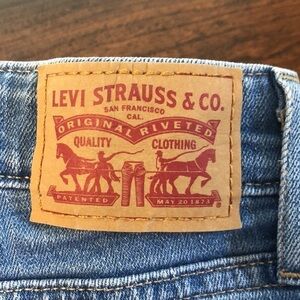 LEVI STRAUSS & CO.
SAN FRANCISCO
CAL.
ORIGINAL RIVETED
QUALITY CLOTHING
PATENTED MAY 20 1873